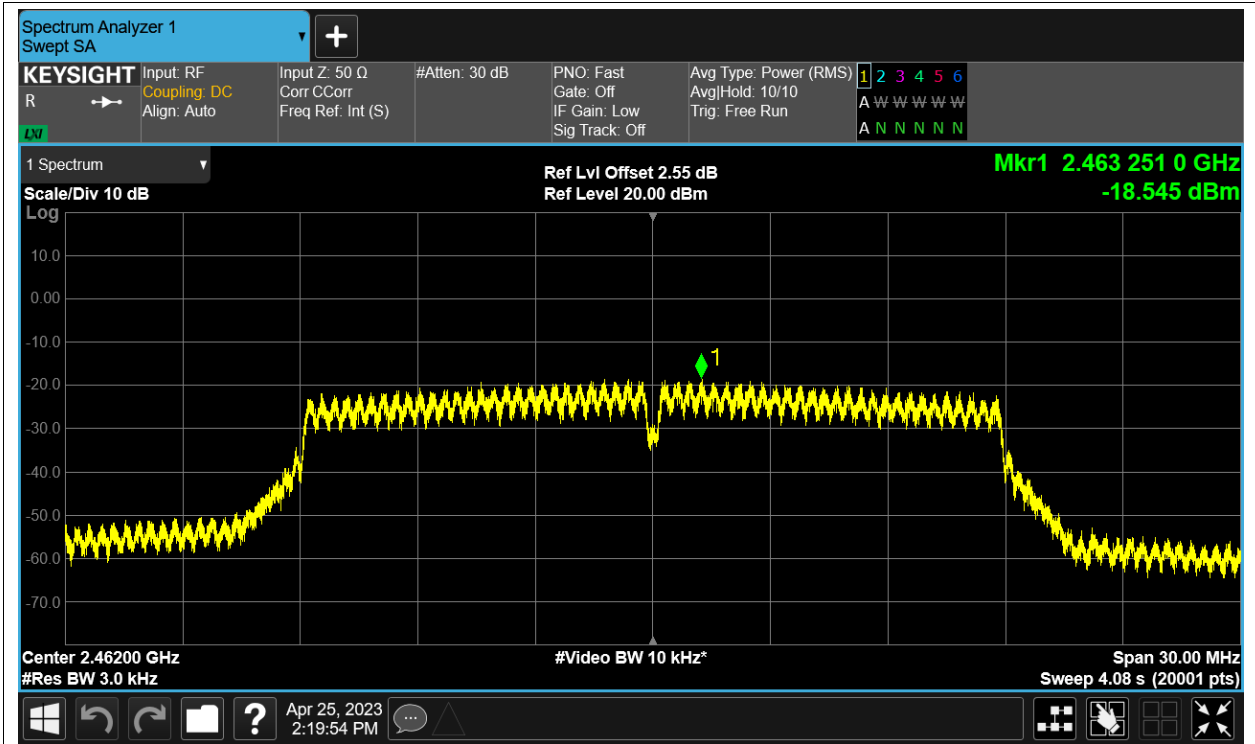 Spectrum Analyzer 1
Swept SA
+
KEYSIGHT
R
LXI
Input: RF
Coupling: DC
Align: Auto
Input Z: 50 Ω
Corr CCorr
Freq Ref: Int (S)
#Atten: 30 dB
PNO: Fast
Gate: Off
IF Gain: Low
Sig Track: Off
Avg Type: Power (RMS)
Avg|Hold: 10/10
Trig: Free Run
1 2 3 4 5 6
A W W W W W
A N N N N N
1 Spectrum
Scale/Div 10 dB
Log
Ref Lvl Offset 2.55 dB
Ref Level 20.00 dBm
Mkr1 2.463 251 0 GHz
-18.545 dBm
10.0
0.00
-10.0
-20.0
-30.0
-40.0
-50.0
-60.0
-70.0
1
Center 2.46200 GHz
#Res BW 3.0 kHz
#Video BW 10 kHz*
Span 30.00 MHz
Sweep 4.08 s (20001 pts)
?
Apr 25, 2023
2:19:54 PM